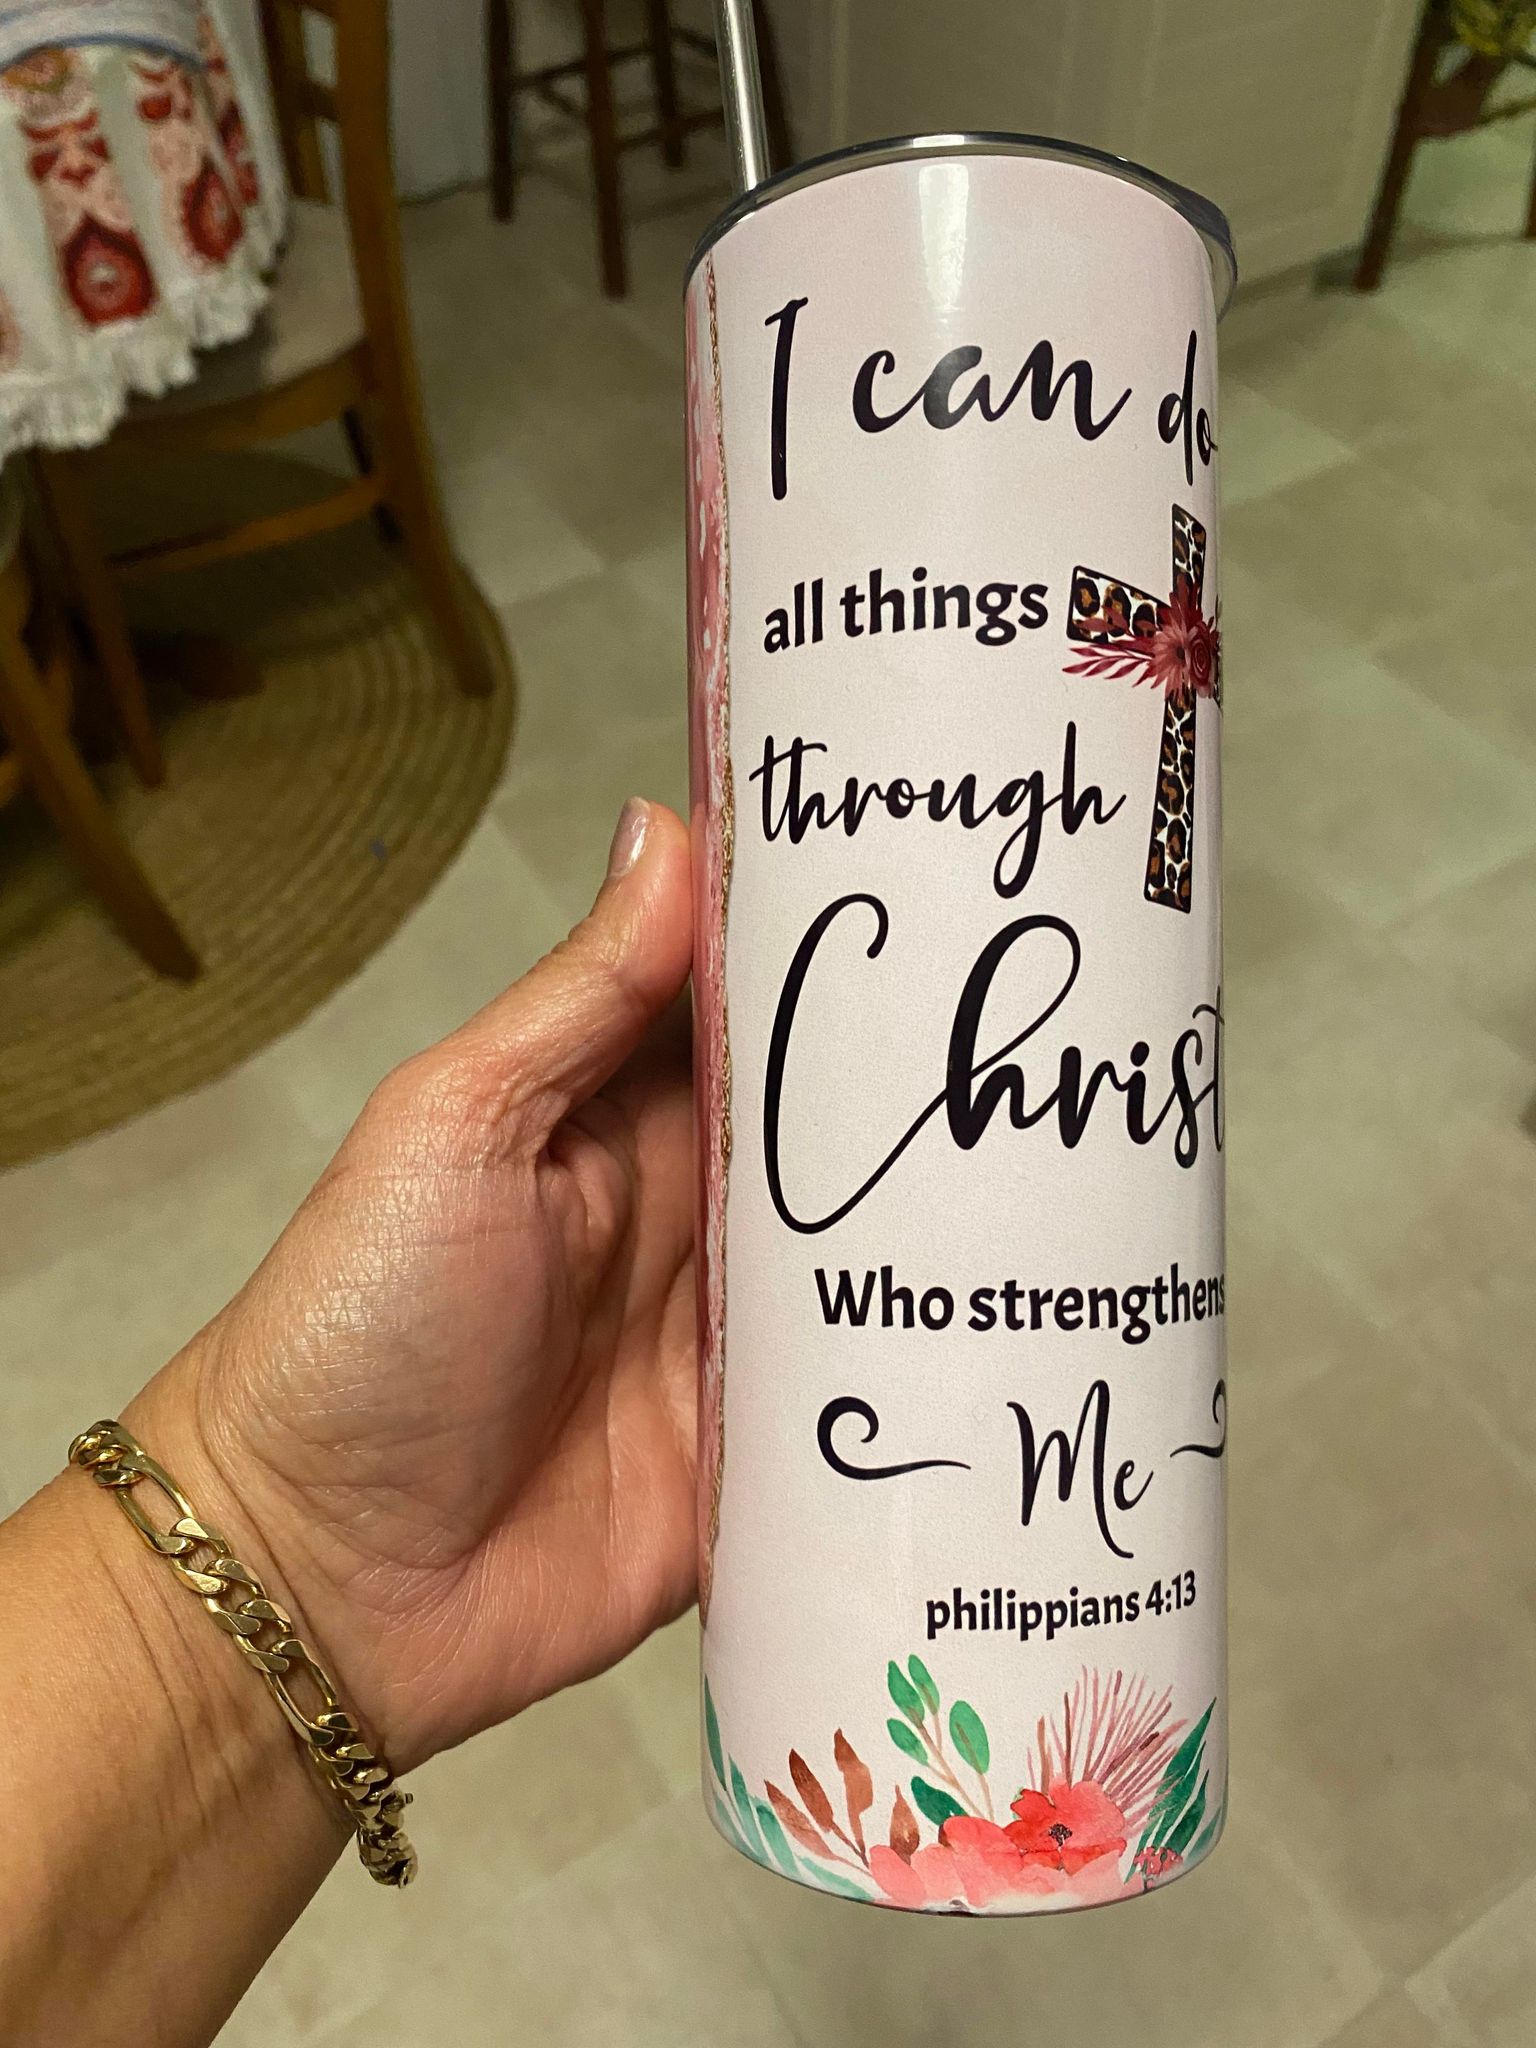 I can do
all things
through
Christ
Who strengthens
Me
philippians 4:13